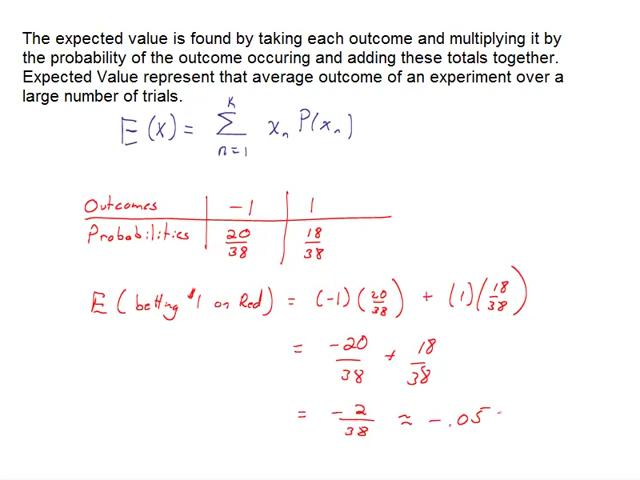 The expected value is found by taking each outcome and multiplying it by
the probability of the outcome occuring and adding these totals together.
Expected Value represent that average outcome of an experiment over a
large number of trials.
E(x) = K Σ n=1 xₙ P(xₙ)
Outcomes -1 1
Probabilities 20/38 18/38
E(betting $1 on Red) = (-1)(20/38) + (1)(18/38)
= -20/38 + 18/38
= -2/38 ≈ -.05